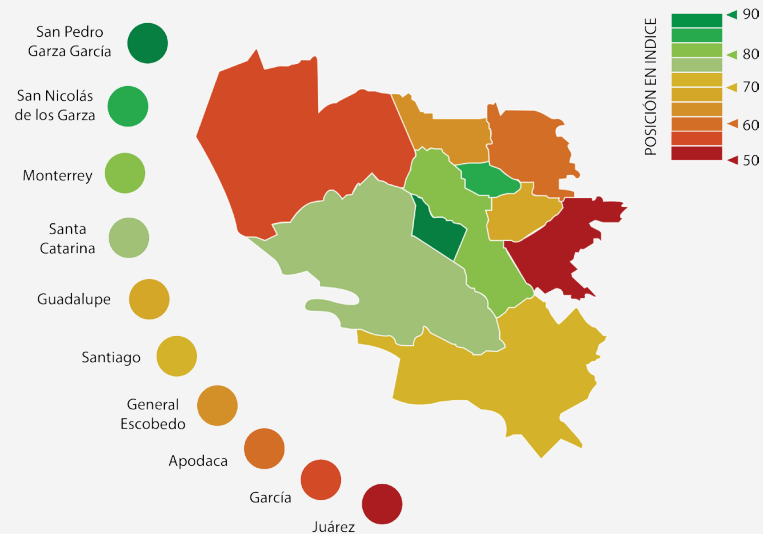 San Pedro
Garza García
San Nicolás
de los Garza
Monterrey
Santa
Catarina
Guadalupe
Santiago
General
Escobedo
Apodaca
García
Juárez
POSICIÓN EN INDICE
90
80
70
60
50